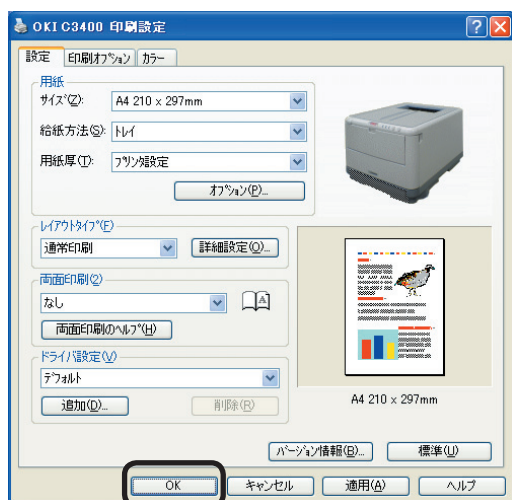 OKI C3400 印刷設定
設定 印刷オプション カラー
用紙
サイズ(Z): A4 210 x 297mm
給紙方法(S): トレイ
用紙厚(T): プリンタ設定
オプション(P)...
レイアウトタイプ(F)
通常印刷 詳細設定(O)...
両面印刷(2)
なし
A
両面印刷のヘルプ(H)
ドライバ設定(V)
デフォルト
追加(D)... 削除(R)
A4 210 x 297mm
バージョン情報(B)... 標準(U)
OK キャンセル 適用(A) ヘルプ